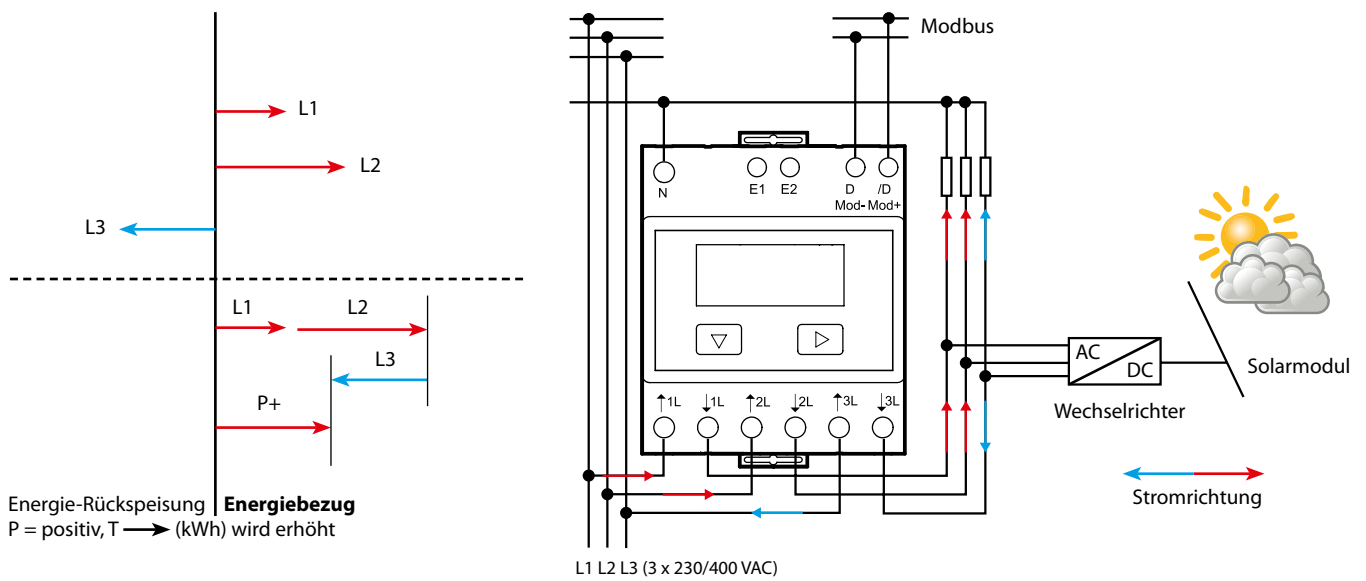 L1
L2
L3
L1
L2
L3
P+
Energie-Rückspeisung
Energiebezug
P = positiv, T → (kWh) wird erhöht
Modbus
N
E1
E2
D
/D
Mod-
Mod+
↑1L
↓1L
↑2L
↓2L
↑3L
↓3L
AC
DC
Wechselrichter
Solarmodul
Stromrichtung
L1 L2 L3 (3 x 230/400 VAC)